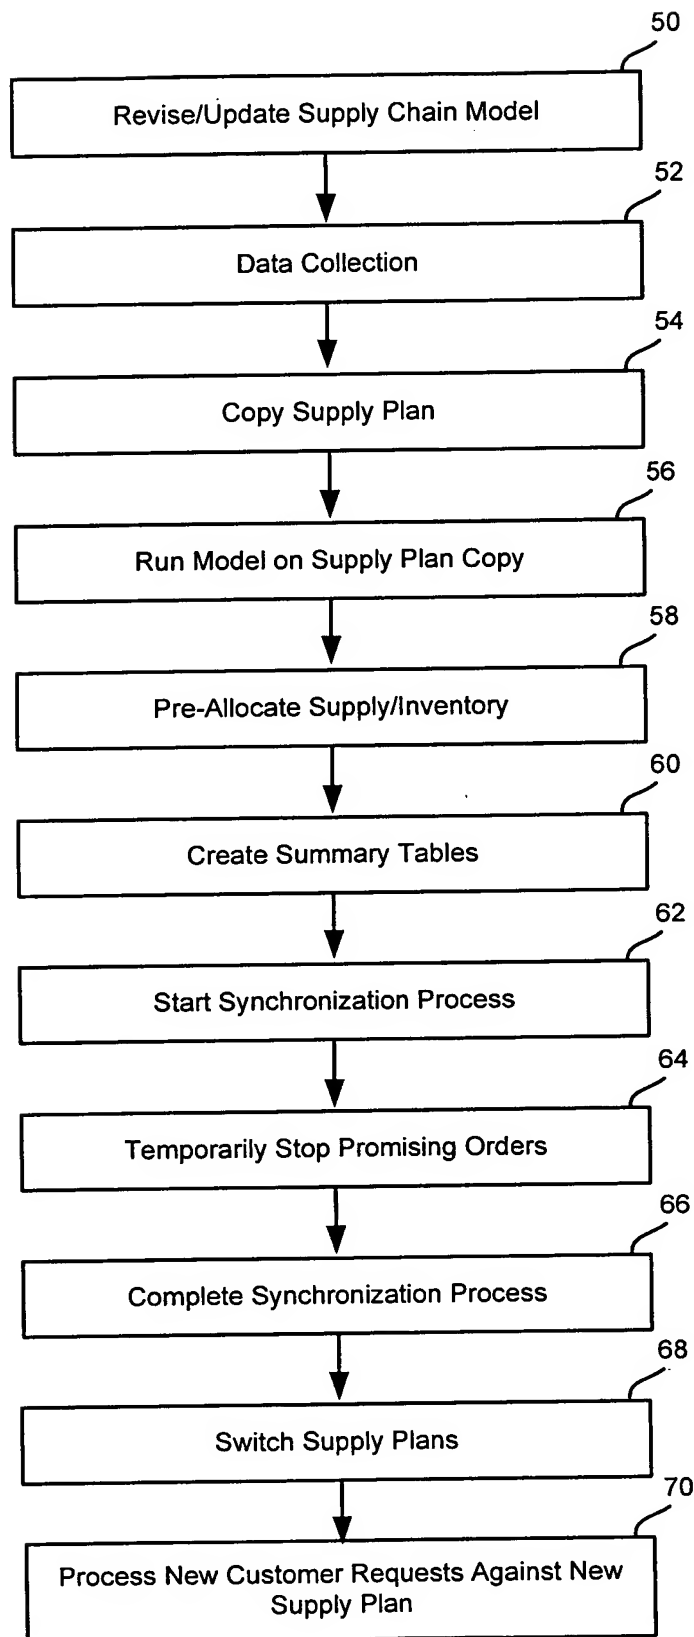 50
Revise/Update Supply Chain Model
52
Data Collection
54
Copy Supply Plan
56
Run Model on Supply Plan Copy
58
Pre-Allocate Supply/Inventory
60
Create Summary Tables
62
Start Synchronization Process
64
Temporarily Stop Promising Orders
66
Complete Synchronization Process
68
Switch Supply Plans
70
Process New Customer Requests Against New
Supply Plan